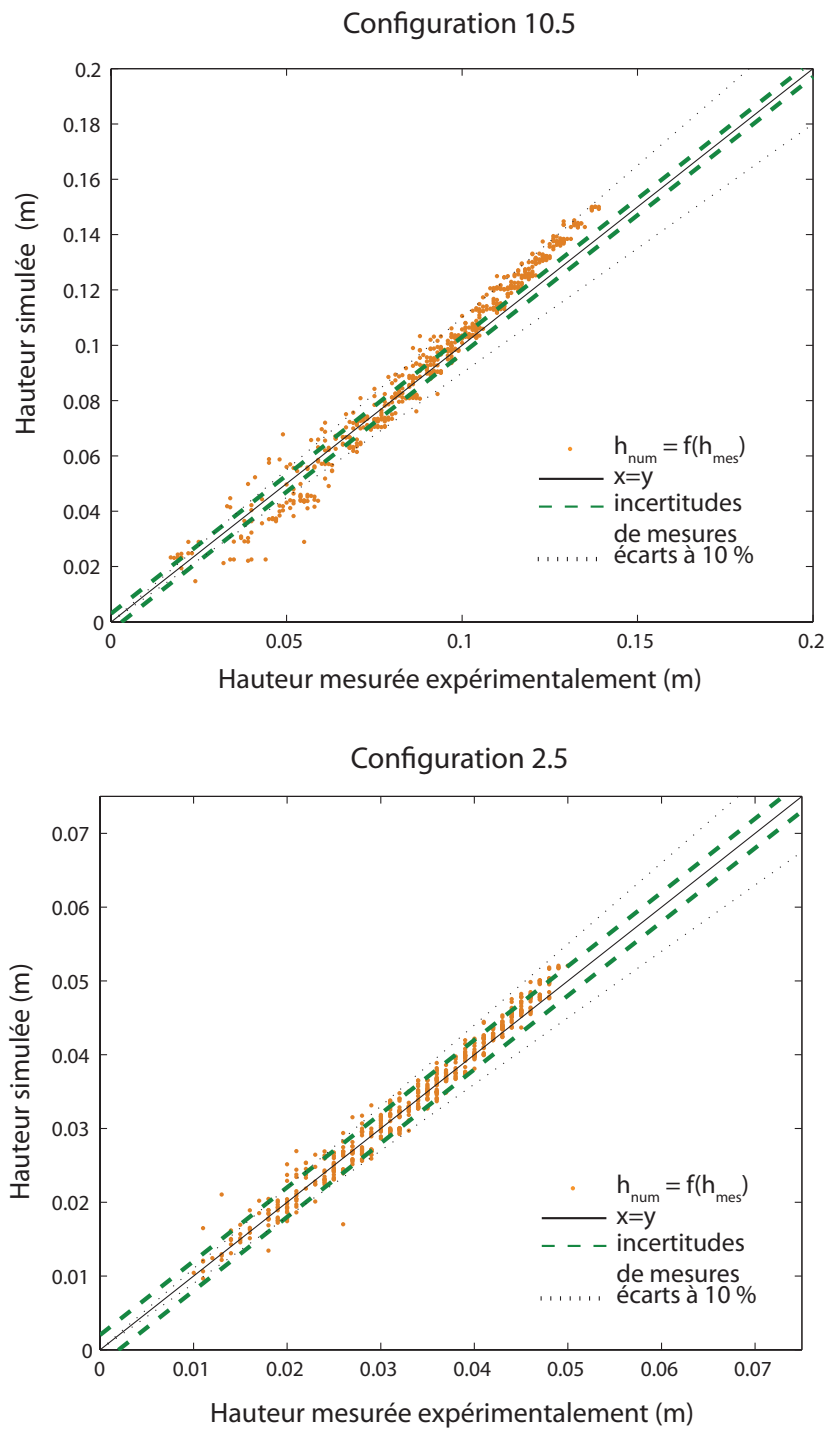 Configuration 10.5
0.2
0.18
0.16
0.14
0.12
0.1
0.08
0.06
0.04
0.02
0
Hauteur simulée (m)
h_num = f(h_mes)
x=y
incertitudes
de mesures
écarts à 10 %
0 0.05 0.1 0.15 0.2
Hauteur mesurée expérimentalement (m)
Configuration 2.5
0.07
0.06
0.05
0.04
0.03
0.02
0.01
0
Hauteur simulée (m)
h_num = f(h_mes)
x=y
incertitudes
de mesures
écarts à 10 %
0 0.01 0.02 0.03 0.04 0.05 0.06 0.07
Hauteur mesurée expérimentalement (m)